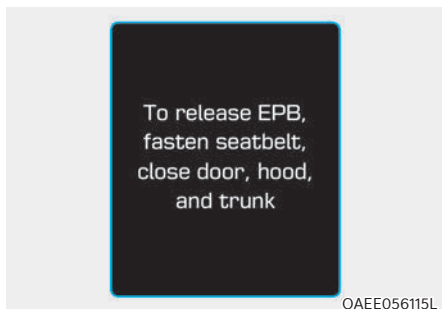 To release EPB,
fasten seatbelt,
close door, hood,
and trunk
OAEE056115L